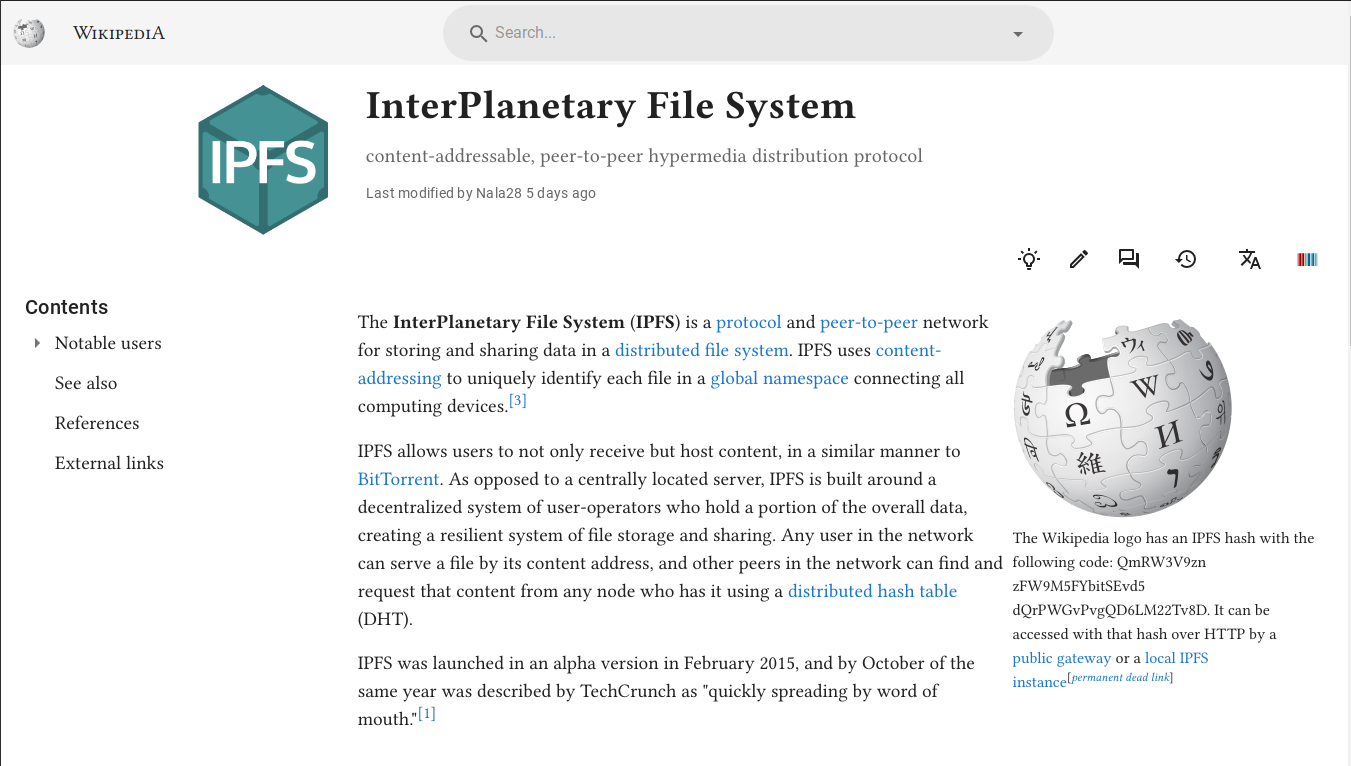 WIKIPEDIA
Search...
IPFS
InterPlanetary File System
content-addressable, peer-to-peer hypermedia distribution protocol
Last modified by Nala28 5 days ago
Contents
Notable users
See also
References
External links
The InterPlanetary File System (IPFS) is a protocol and peer-to-peer network
for storing and sharing data in a distributed file system. IPFS uses content-
addressing to uniquely identify each file in a global namespace connecting all
computing devices.[3]
IPFS allows users to not only receive but host content, in a similar manner to
BitTorrent. As opposed to a centrally located server, IPFS is built around a
decentralized system of user-operators who hold a portion of the overall data,
creating a resilient system of file storage and sharing. Any user in the network
can serve a file by its content address, and other peers in the network can find and
request that content from any node who has it using a distributed hash table
(DHT).
IPFS was launched in an alpha version in February 2015, and by October of the
same year was described by TechCrunch as "quickly spreading by word of
mouth."[1]
ウィ
W
Ω
И
維
The Wikipedia logo has an IPFS hash with the
following code: QmRW3V9zn
zFW9M5FYbitSEvd5
dQrPWGvPvgQD6LM22Tv8D. It can be
accessed with that hash over HTTP by a
public gateway or a local IPFS
instance[permanent dead link]